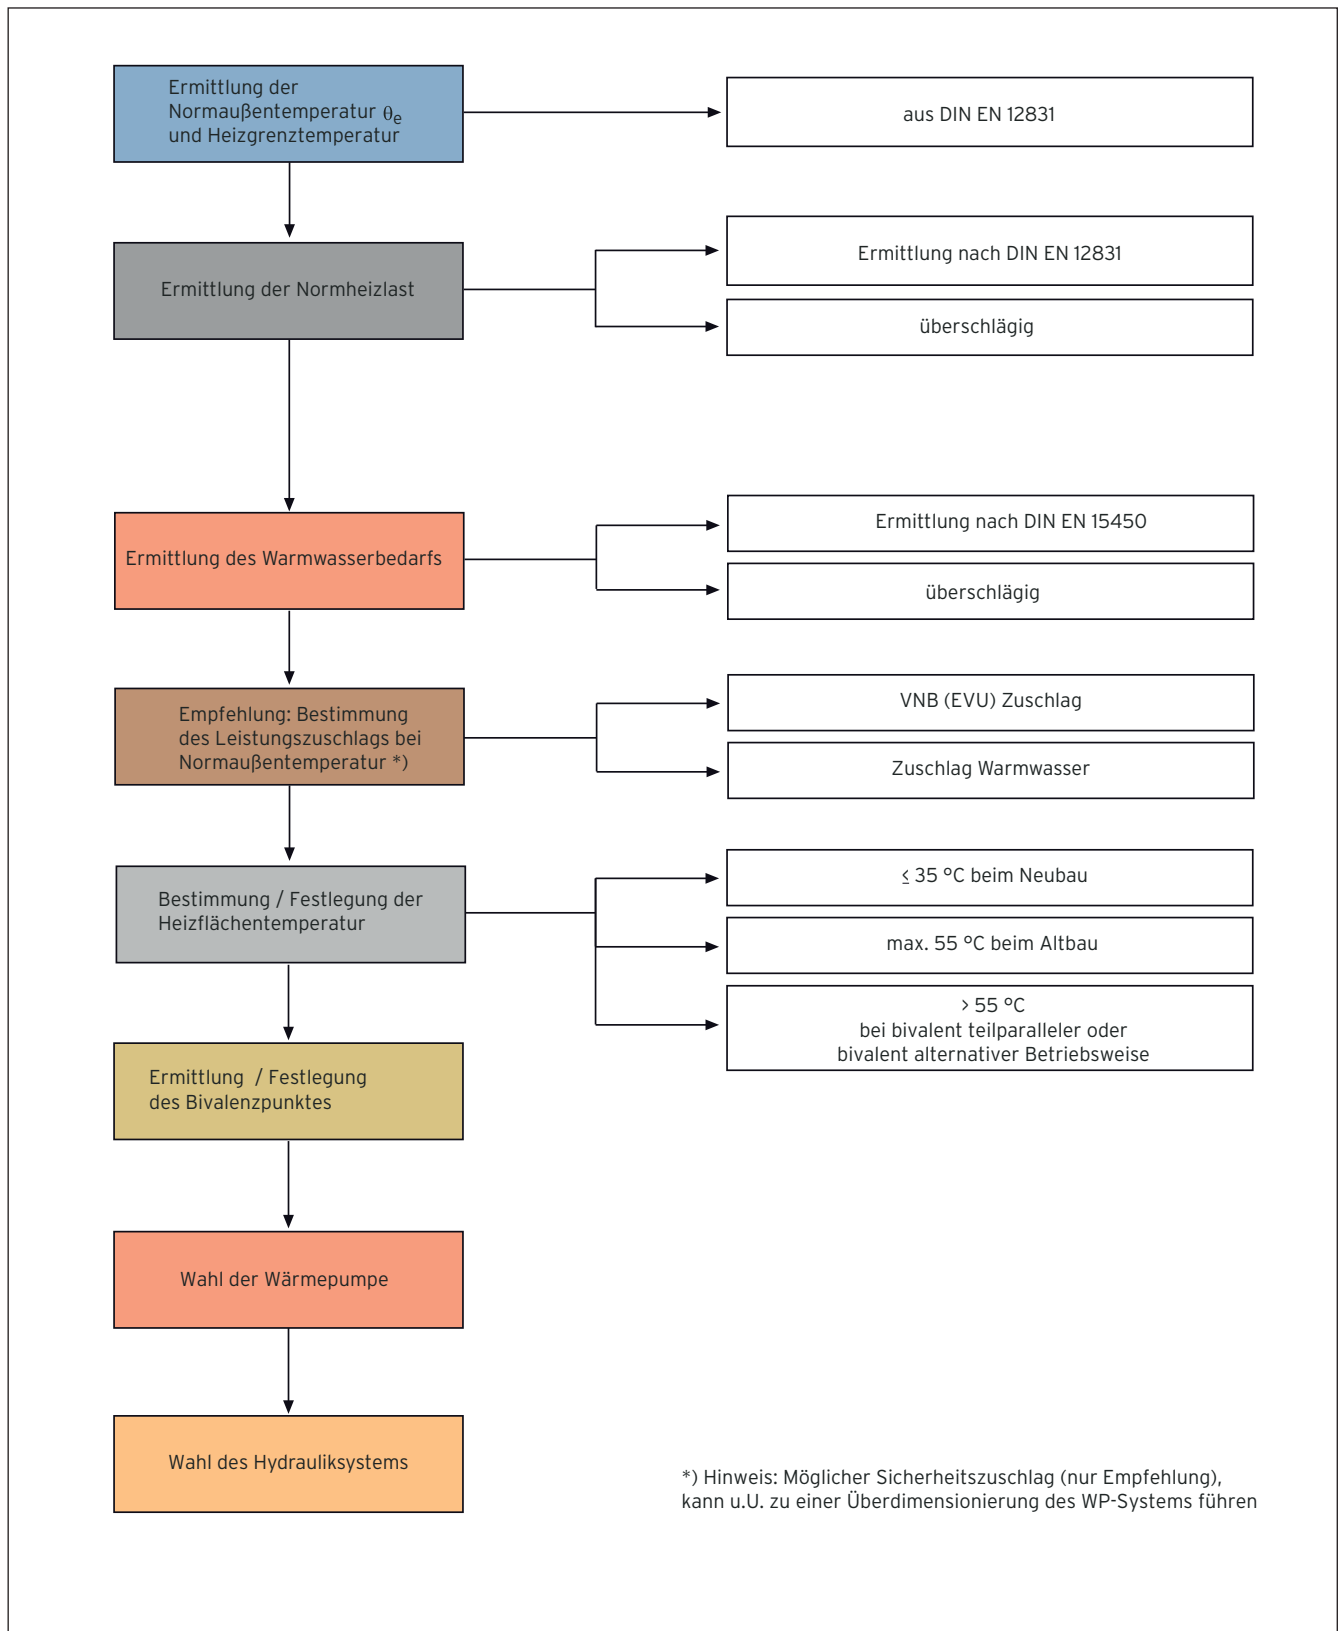 Ermittlung der
Normaußentemperatur θe
und Heizgrenztemperatur
aus DIN EN 12831
Ermittlung der Normheizlast
Ermittlung nach DIN EN 12831
überschlägig
Ermittlung des Warmwasserbedarfs
Ermittlung nach DIN EN 15450
überschlägig
Empfehlung: Bestimmung
des Leistungszuschlags bei
Normaußentemperatur *)
VNB (EVU) Zuschlag
Zuschlag Warmwasser
Bestimmung / Festlegung der
Heizflächentemperatur
≤ 35 °C beim Neubau
max. 55 °C beim Altbau
> 55 °C
bei bivalent teilparalleler oder
bivalent alternativer Betriebsweise
Ermittlung / Festlegung
des Bivalenzpunktes
Wahl der Wärmepumpe
Wahl des Hydrauliksystems
*) Hinweis: Möglicher Sicherheitszuschlag (nur Empfehlung),
kann u.U. zu einer Überdimensionierung des WP-Systems führen